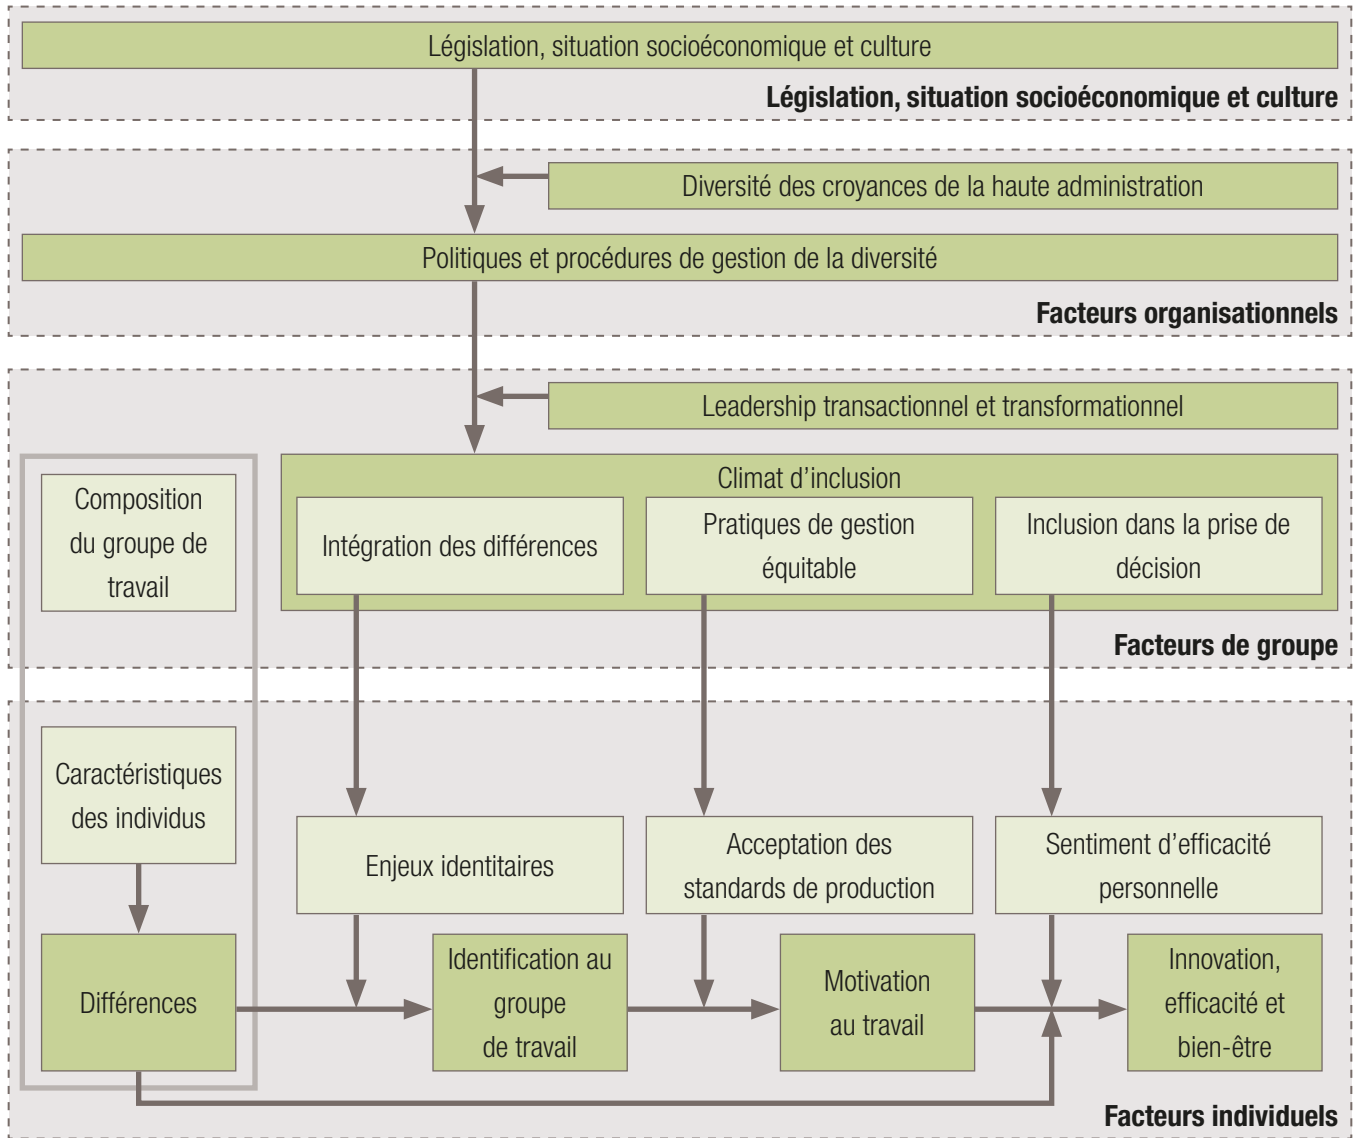 Législation, situation socioéconomique et culture
Législation, situation socioéconomique et culture
Diversité des croyances de la haute administration
Politiques et procédures de gestion de la diversité
Facteurs organisationnels
Leadership transactionnel et transformationnel
Composition
du groupe de
travail
Climat d’inclusion
Intégration des différences
Pratiques de gestion
équitable
Inclusion dans la prise de
décision
Facteurs de groupe
Caractéristiques
des individus
Enjeux identitaires
Acceptation des
standards de production
Sentiment d’efficacité
personnelle
Différences
Identification au
groupe
de travail
Motivation
au travail
Innovation,
efficacité et
bien-être
Facteurs individuels